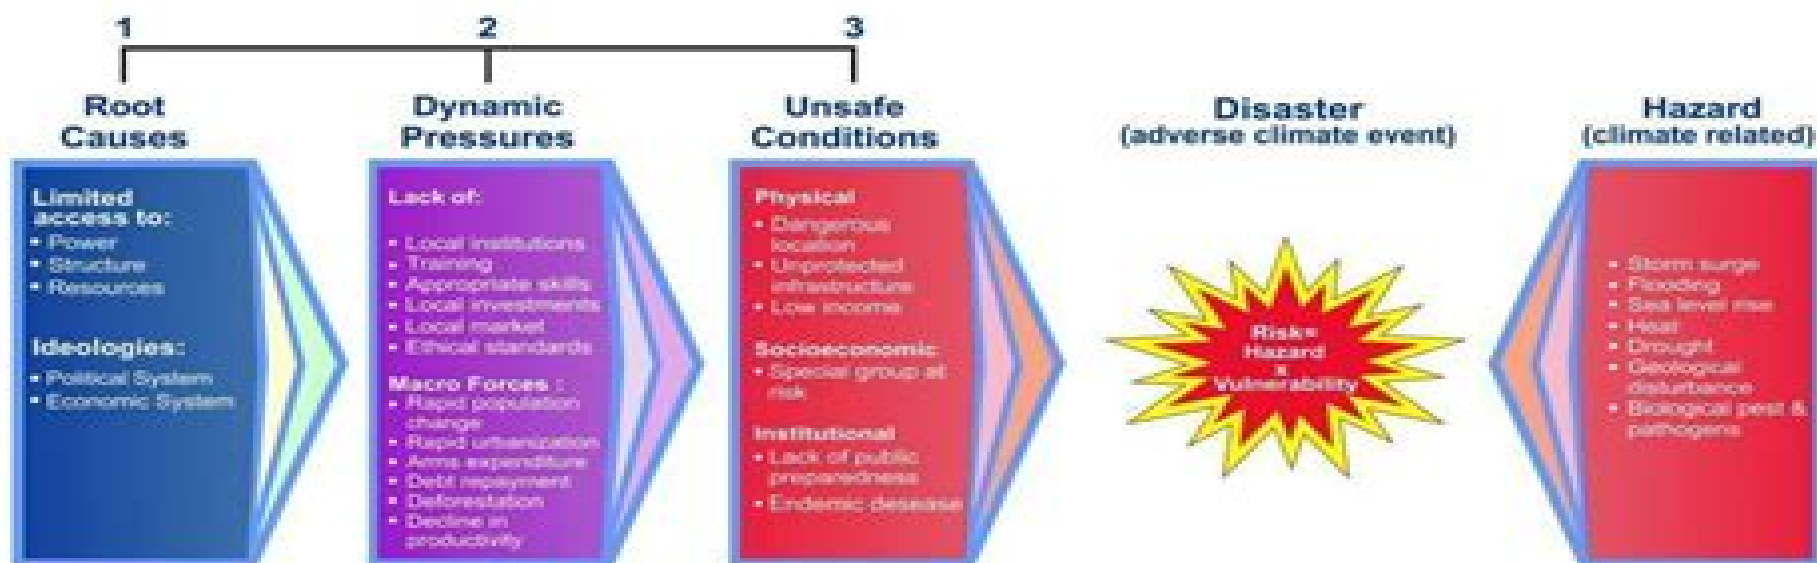 1
2
3
Root
Causes
Dynamic
Pressures
Unsafe
Conditions
Disaster
(adverse climate event)
Hazard
(climate related)
Limited
access to:
• Power
• Structure
• Resources
Ideologies:
• Political System
• Economic System
Lack of:
• Local institutions
• Training
• Appropriate skills
• Local investments
• Local market
• Ethical standards
Macro Forces :
• Rapid population
change
• Rapid urbanization
• Arms expenditure
• Debt repayment
• Deforestation
• Decline in
productivity
Physical
• Dangerous
location
• Unprotected
infrastructure
• Low income
Socioeconomic
• Special group at
risk
Institutional
• Lack of public
preparedness
• Endemic desease
Risk=
Hazard
x
Vulnerability
• Storm surge
• Flooding
• Sea level rise
• Heat
• Drought
• Geological
disturbance
• Biological pest &
pathogens